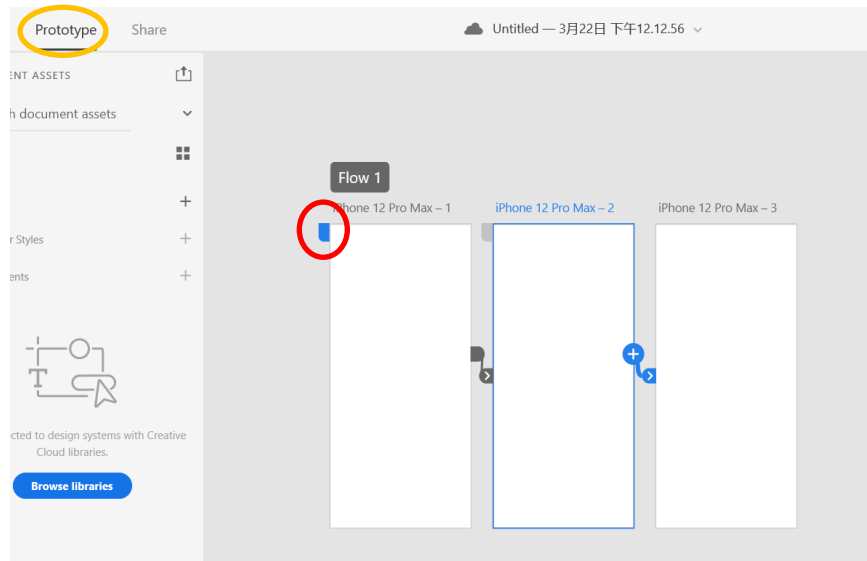 Prototype
Share
Untitled — 3月22日 下午12.12.56
ENT ASSETS
h document assets
Flow 1
iPhone 12 Pro Max – 1
iPhone 12 Pro Max – 2
iPhone 12 Pro Max – 3
r Styles
ents
T
cted to design systems with Creative
Cloud libraries.
Browse libraries